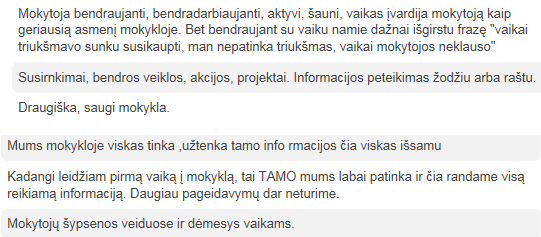 Mokytoja bendraujanti, bendradarbiaujanti, aktyvi, šauni, vaikas įvardija mokytoją kaip
geriausią asmenį mokykloje. Bet bendraujant su vaiku namie dažnai išgirstu frazę "vaikai
triukšmavo sunku susikaupti, man nepatinka triukšmas, vaikai mokytojos neklauso"
Susirnkimai, bendros veiklos, akcijos, projektai. Informacijos peteikimas žodžiu arba raštu.
Draugiška, saugi mokykla.
Mums mokykloje viskas tinka ,užtenka tamo info rmacijos čia viskas išsamu
Kadangi leidžiam pirmą vaiką į mokyklą, tai TAMO mums labai patinka ir čia randame visą
reikiamą informaciją. Daugiau pageidavymų dar neturime.
Mokytojų šypsenos veiduose ir dėmesys vaikams.